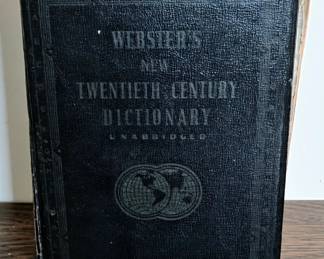 WEBSTER'S
NEW
TWENTIETH CENTURY
DICTIONARY
UNABRIDGED